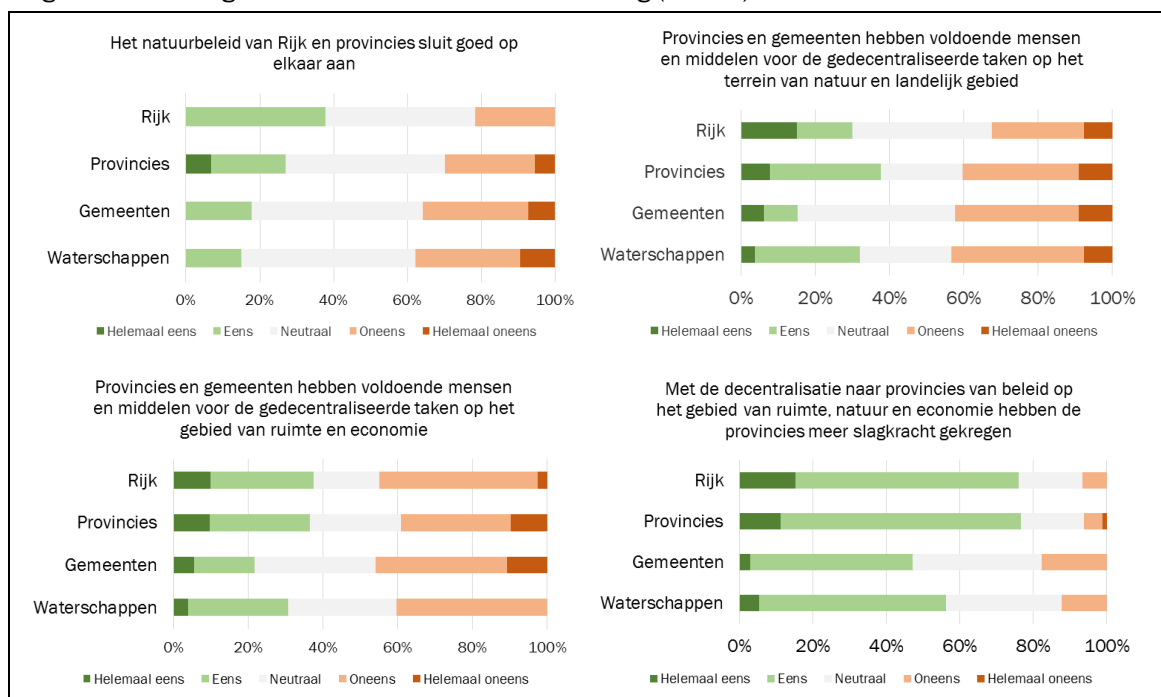 Het natuurbeleid van Rijk en provincies sluit goed op
elkaar aan
Rijk
Provincies
Gemeenten
Waterschappen
0% 20% 40% 60% 80% 100%
Helemaal eens Eens Neutraal Oneens Helemaal oneens
Provincies en gemeenten hebben voldoende mensen
en middelen voor de gedecentraliseerde taken op het
terrein van natuur en landelijk gebied
Rijk
Provincies
Gemeenten
Waterschappen
0% 20% 40% 60% 80% 100%
Helemaal eens Eens Neutraal Oneens Helemaal oneens
Provincies en gemeenten hebben voldoende mensen
en middelen voor de gedecentraliseerde taken op het
gebied van ruimte en economie
Rijk
Provincies
Gemeenten
Waterschappen
0% 20% 40% 60% 80% 100%
Helemaal eens Eens Neutraal Oneens Helemaal oneens
Met de decentralisatie naar provincies van beleid op
het gebied van ruimte, natuur en economie hebben de
provincies meer slagkracht gekregen
Rijk
Provincies
Gemeenten
Waterschappen
0% 20% 40% 60% 80% 100%
Helemaal eens Eens Neutraal Oneens Helemaal oneens